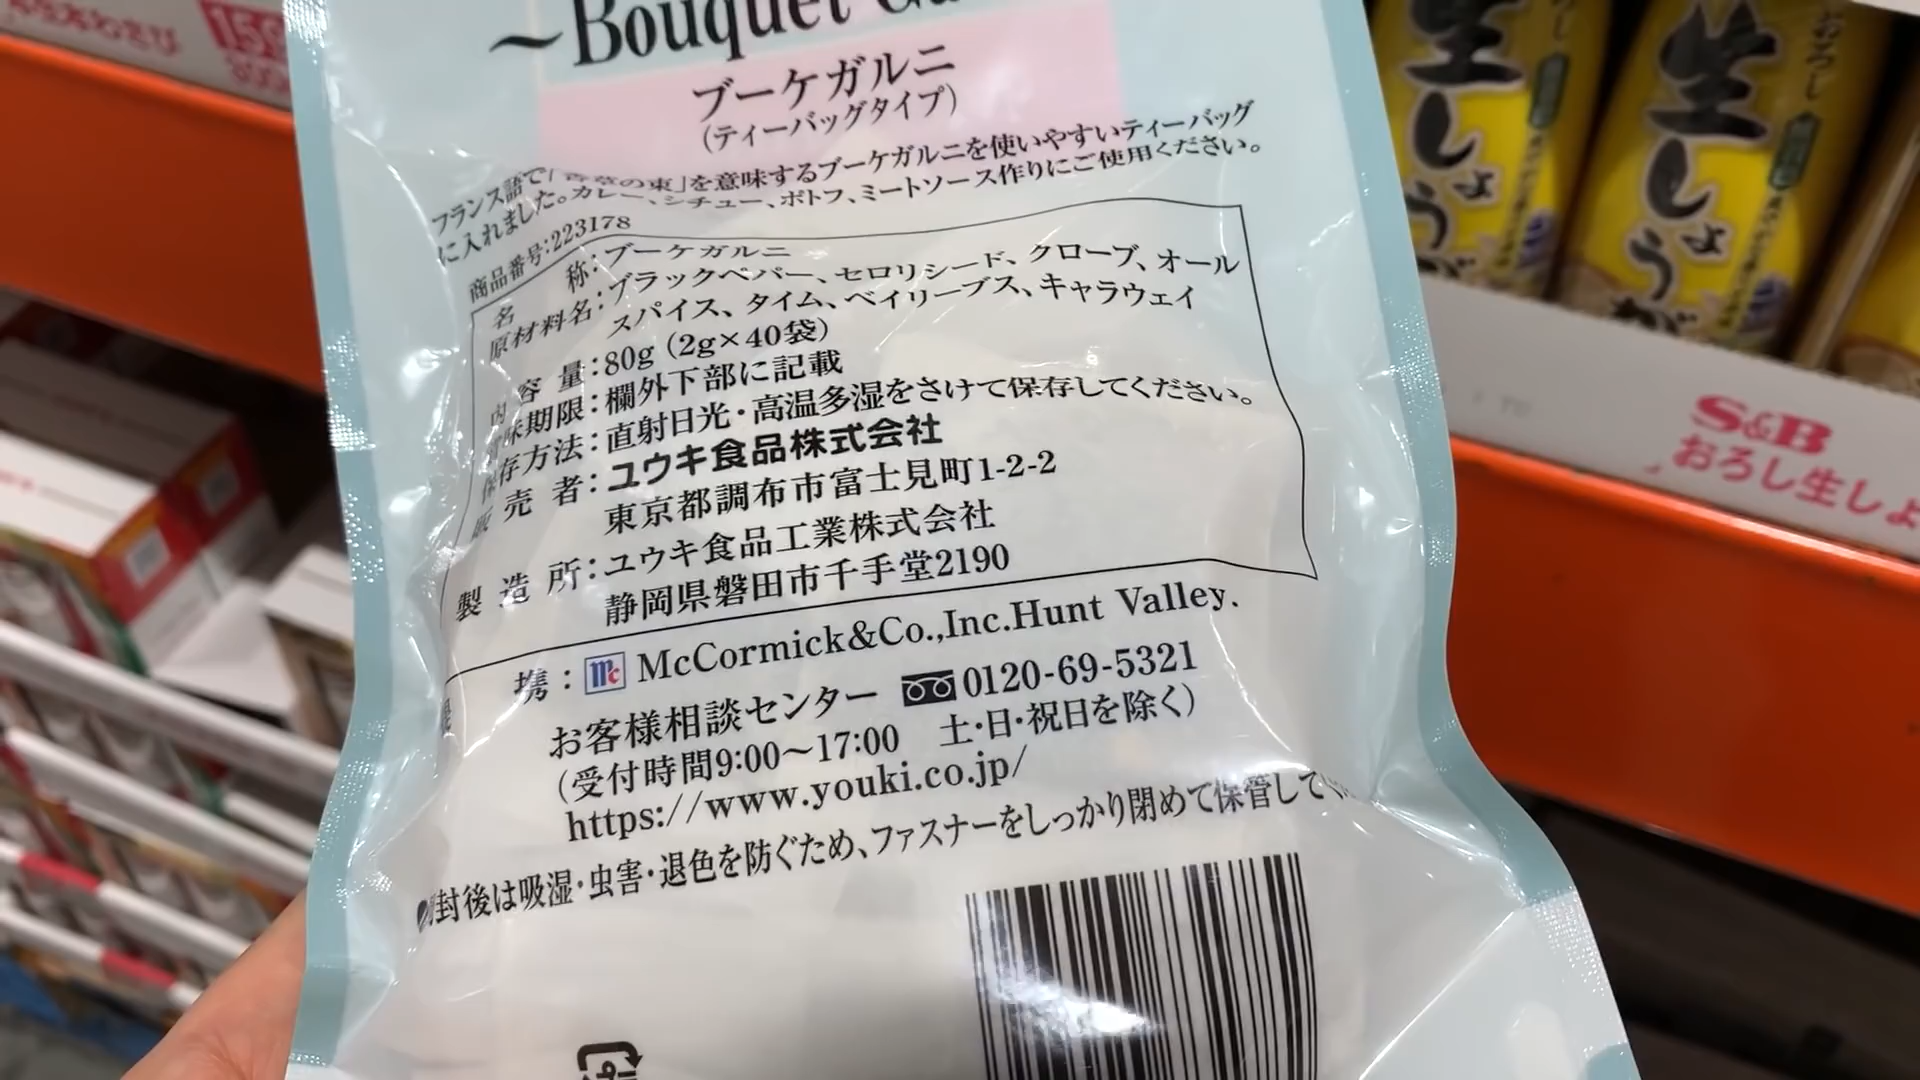 ~Bouquet
ブーケガルニ
(ティーバッグタイプ)
フランス語で「香草の束」を意味するブーケガルニを使いやすいティーバッグ
に入れました。カレー、シチュー、ポトフ、ミートソース作りにご使用ください。
商品番号:223178
名称:ブーケガルニ
原材料名:ブラックペパー、セロリシード、クローブ、オール
スパイス、タイム、ベイリーブス、キャラウェイ
内容量:80g (2g×40袋)
賞味期限:欄外下部に記載
保存方法:直射日光・高温多湿をさけて保存してください。
販売者:ユウキ食品株式会社
東京都調布市富士見町1-2-2
製造所:ユウキ食品工業株式会社
静岡県磐田市千手堂2190
提携:Mc McCormick&Co.,Inc.Hunt Valley.
お客様相談センター 0120-69-5321
(受付時間9:00〜17:00 土・日・祝日を除く)
https://www.youki.co.jp/
●開封後は吸湿・虫害・退色を防ぐため、ファスナーをしっかり閉めて保管して
生しょうが
おろし
生しょうが
おろし
S&B
おろし生しょ